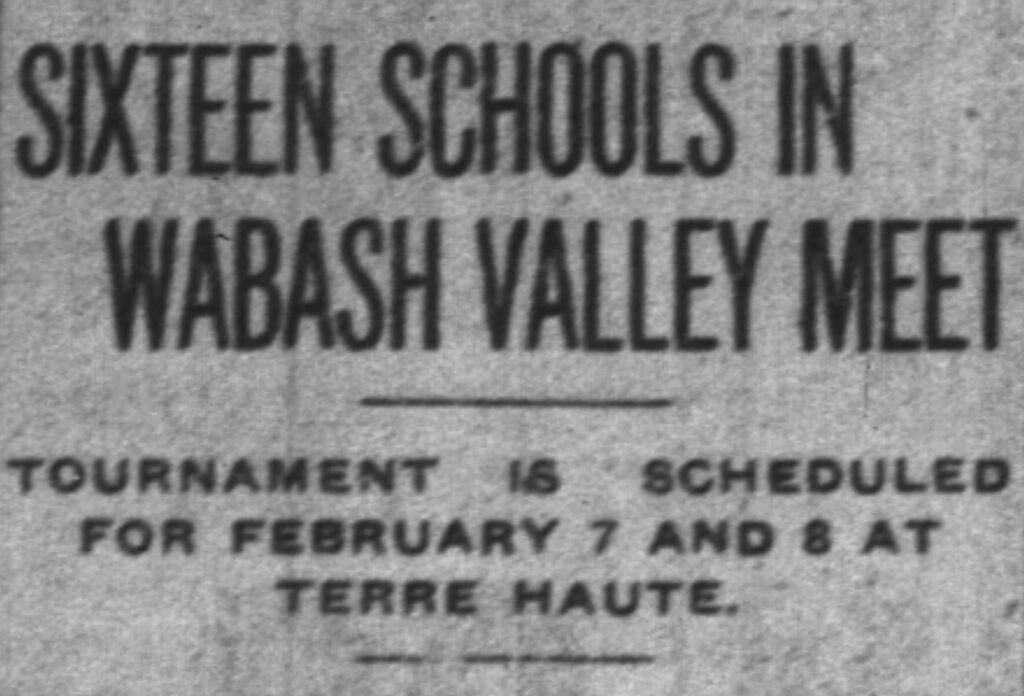 SIXTEEN SCHOOLS IN
WABASH VALLEY MEET
TOURNAMENT IS SCHEDULED
FOR FEBRUARY 7 AND 8 AT
TERRE HAUTE.